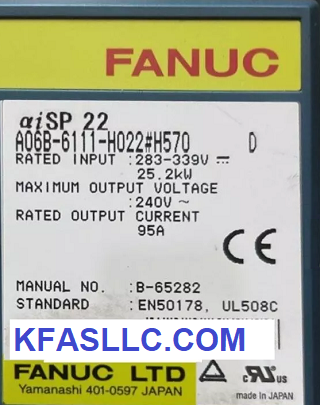 FANUC
αiSP 22
A06B-6111-H022#H570 D
RATED INPUT :283-339V ⎓
25.2kW
MAXIMUM OUTPUT VOLTAGE
:240V ~
RATED OUTPUT CURRENT
95A
CE
MANUAL NO. :B-65282
STANDARD :EN50178, UL508C
KFASLLC.COM
FANUC LTD
Yamanashi 401-0597 JAPAN
c RU US
MADE IN JAPAN